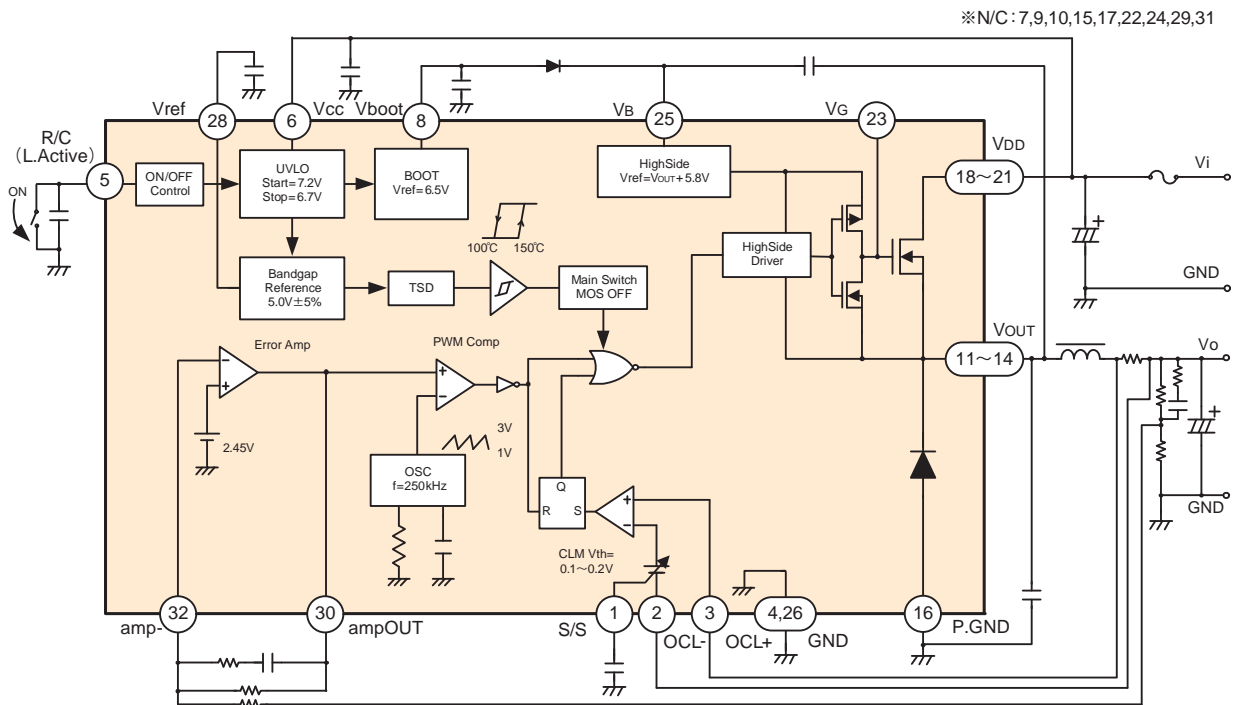 ※N/C：7,9,10,15,17,22,24,29,31
Vref
28
6
Vcc
Vboot
8
VB
25
VG
23
VDD
18～21
Vi
R/C
（L.Active）
5
ON
ON/OFF
Control
UVLO
Start=7.2V
Stop=6.7V
BOOT
Vref=6.5V
HighSide
Vref=VOUT+5.8V
100℃
150℃
HighSide
Driver
Bandgap
Reference
5.0V±5%
TSD
Main Switch
MOS OFF
GND
Error Amp
PWM Comp
VOUT
11～14
Vo
2.45V
3V
1V
OSC
f=250kHz
Q
R
S
GND
CLM Vth=
0.1～0.2V
32
amp-
30
ampOUT
1
S/S
2
OCL-
3
OCL+
4,26
GND
16
P.GND